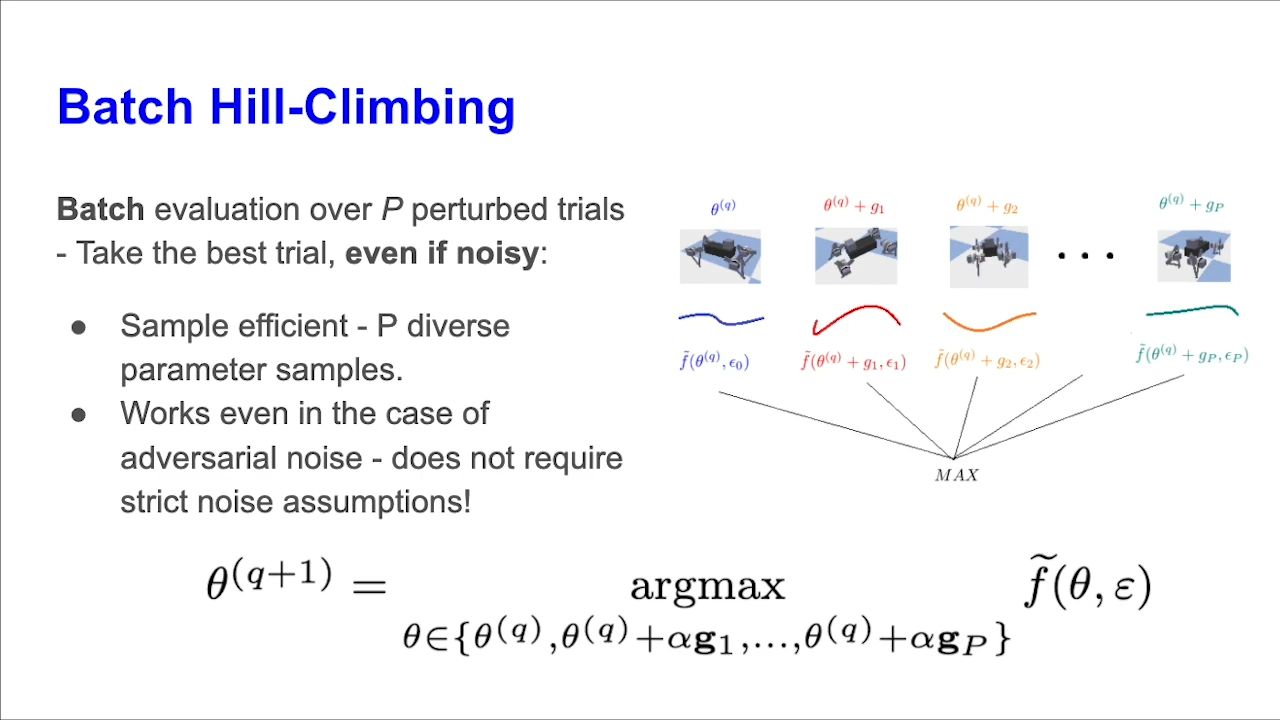 Batch Hill-Climbing
Batch evaluation over P perturbed trials
- Take the best trial, even if noisy:
● Sample efficient - P diverse
parameter samples.
● Works even in the case of
adversarial noise - does not require
strict noise assumptions!
θ^(q) θ^(q) + g_1 θ^(q) + g_2 θ^(q) + g_P
. . .
f̃(θ^(q), ϵ_0) f̃(θ^(q) + g_1, ϵ_1) f̃(θ^(q) + g_2, ϵ_2) f̃(θ^(q) + g_P, ϵ_P)
MAX
θ^(q+1) = argmax f̃(θ, ε)
θ∈{θ^(q),θ^(q)+αg_1,...,θ^(q)+αg_P}